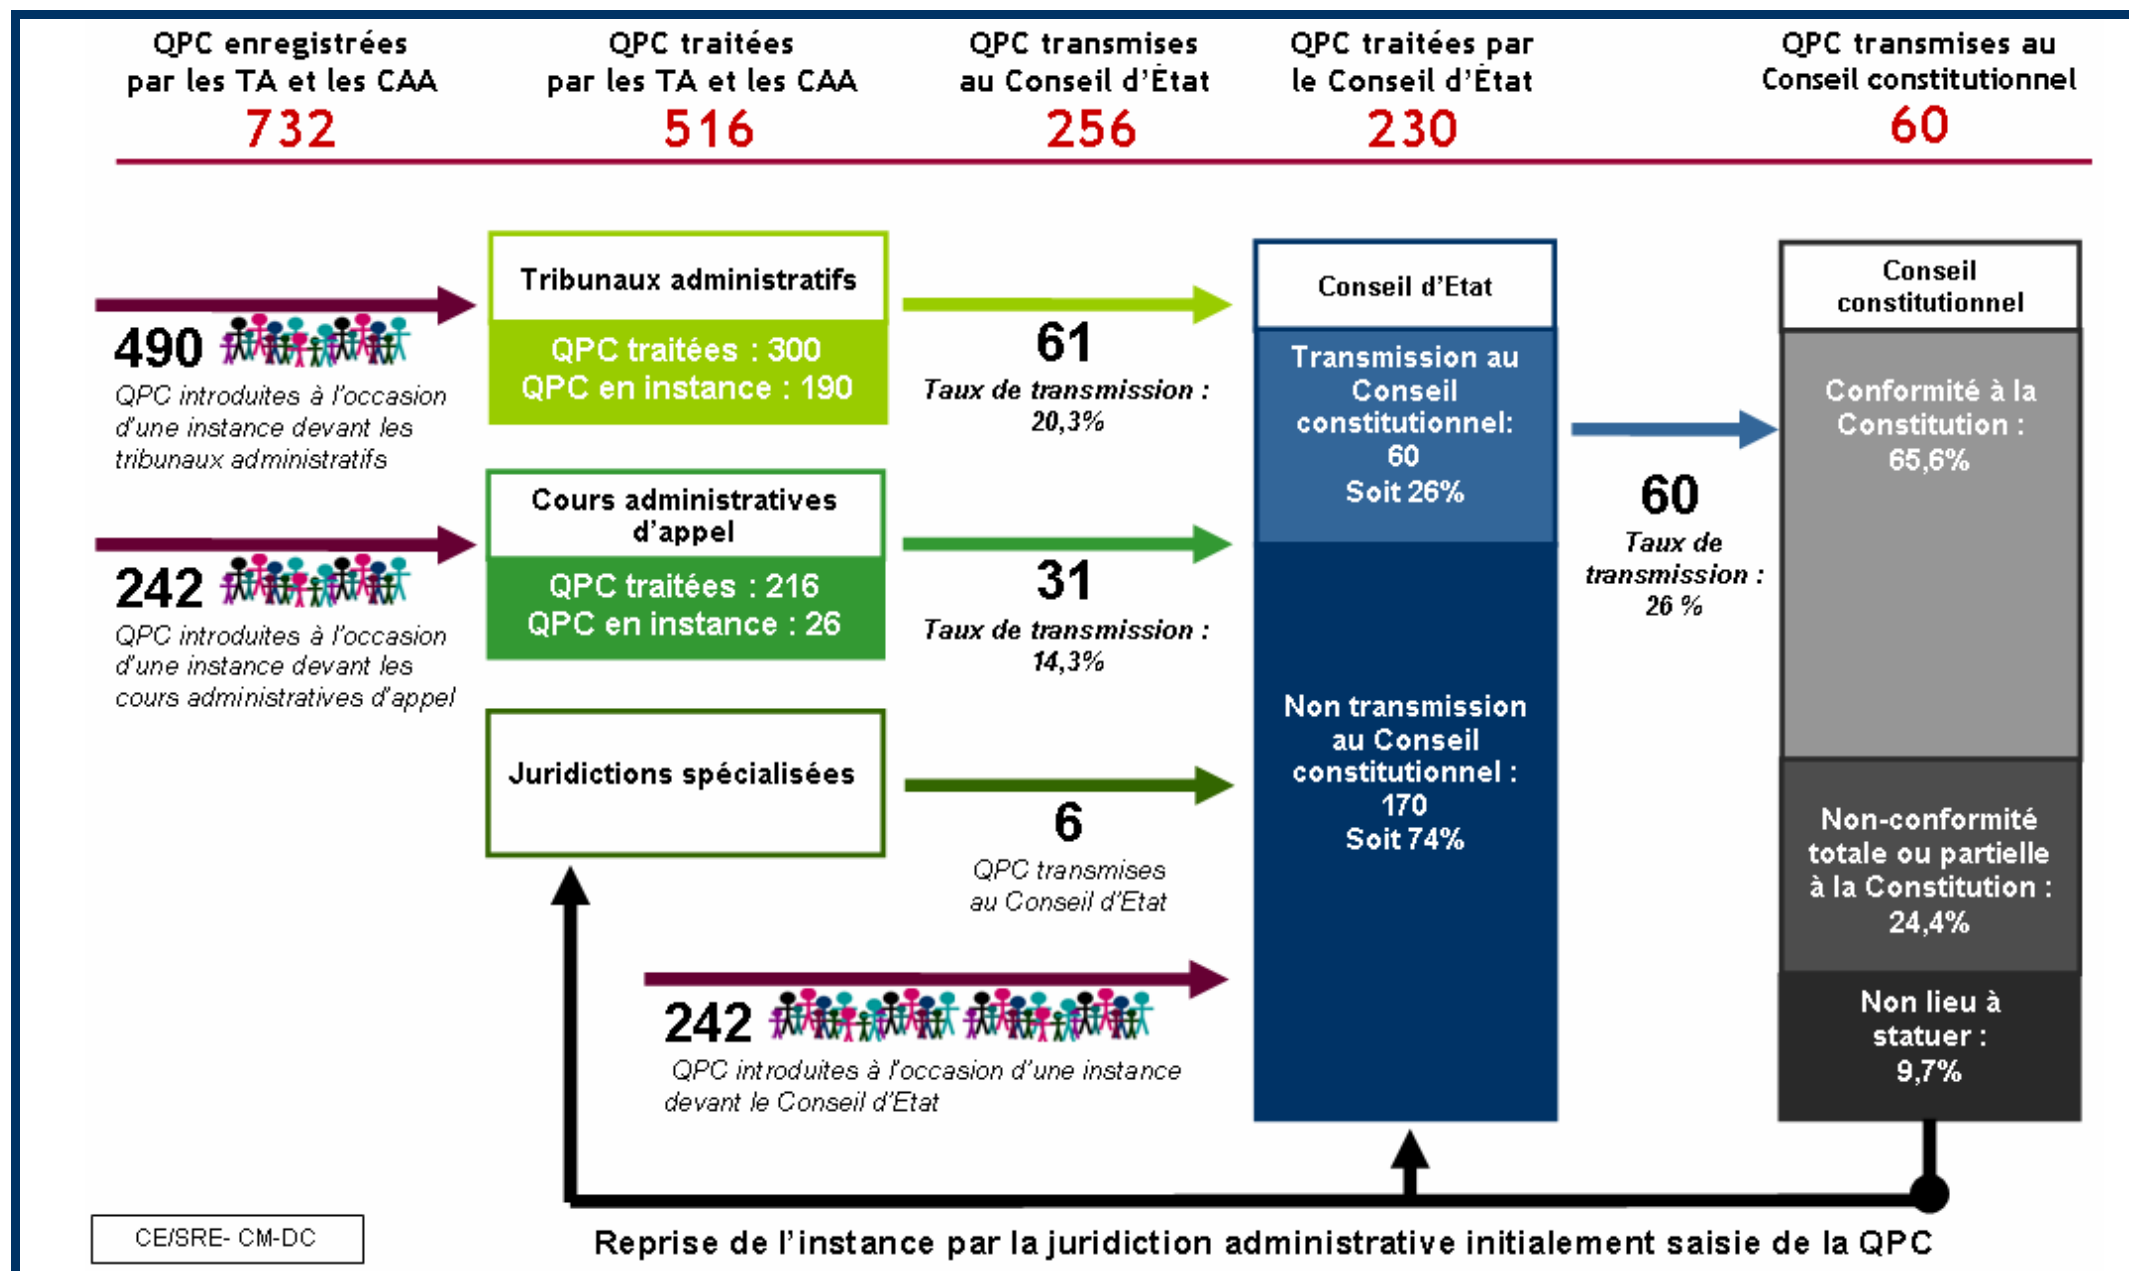 QPC enregistrées
par les TA et les CAA
732
QPC traitées
par les TA et les CAA
516
QPC transmises
au Conseil d'État
256
QPC traitées par
le Conseil d'État
230
QPC transmises au
Conseil constitutionnel
60
490
QPC introduites à l'occasion
d'une instance devant les
tribunaux administratifs
Tribunaux administratifs
QPC traitées : 300
QPC en instance : 190
61
Taux de transmission :
20,3%
242
QPC introduites à l'occasion
d'une instance devant les
cours administratives d'appel
Cours administratives
d'appel
QPC traitées : 216
QPC en instance : 26
31
Taux de transmission :
14,3%
Juridictions spécialisées
6
QPC transmises
au Conseil d'Etat
242
QPC introduites à l'occasion d'une instance
devant le Conseil d'Etat
Conseil d'Etat
Transmission au
Conseil
constitutionnel:
60
Soit 26%
Non transmission
au Conseil
constitutionnel :
170
Soit 74%
60
Taux de
transmission :
26 %
Conseil
constitutionnel
Conformité à la
Constitution :
65,6%
Non-conformité
totale ou partielle
à la Constitution :
24,4%
Non lieu à
statuer :
9,7%
CE/SRE- CM-DC
Reprise de l'instance par la juridiction administrative initialement saisie de la QPC